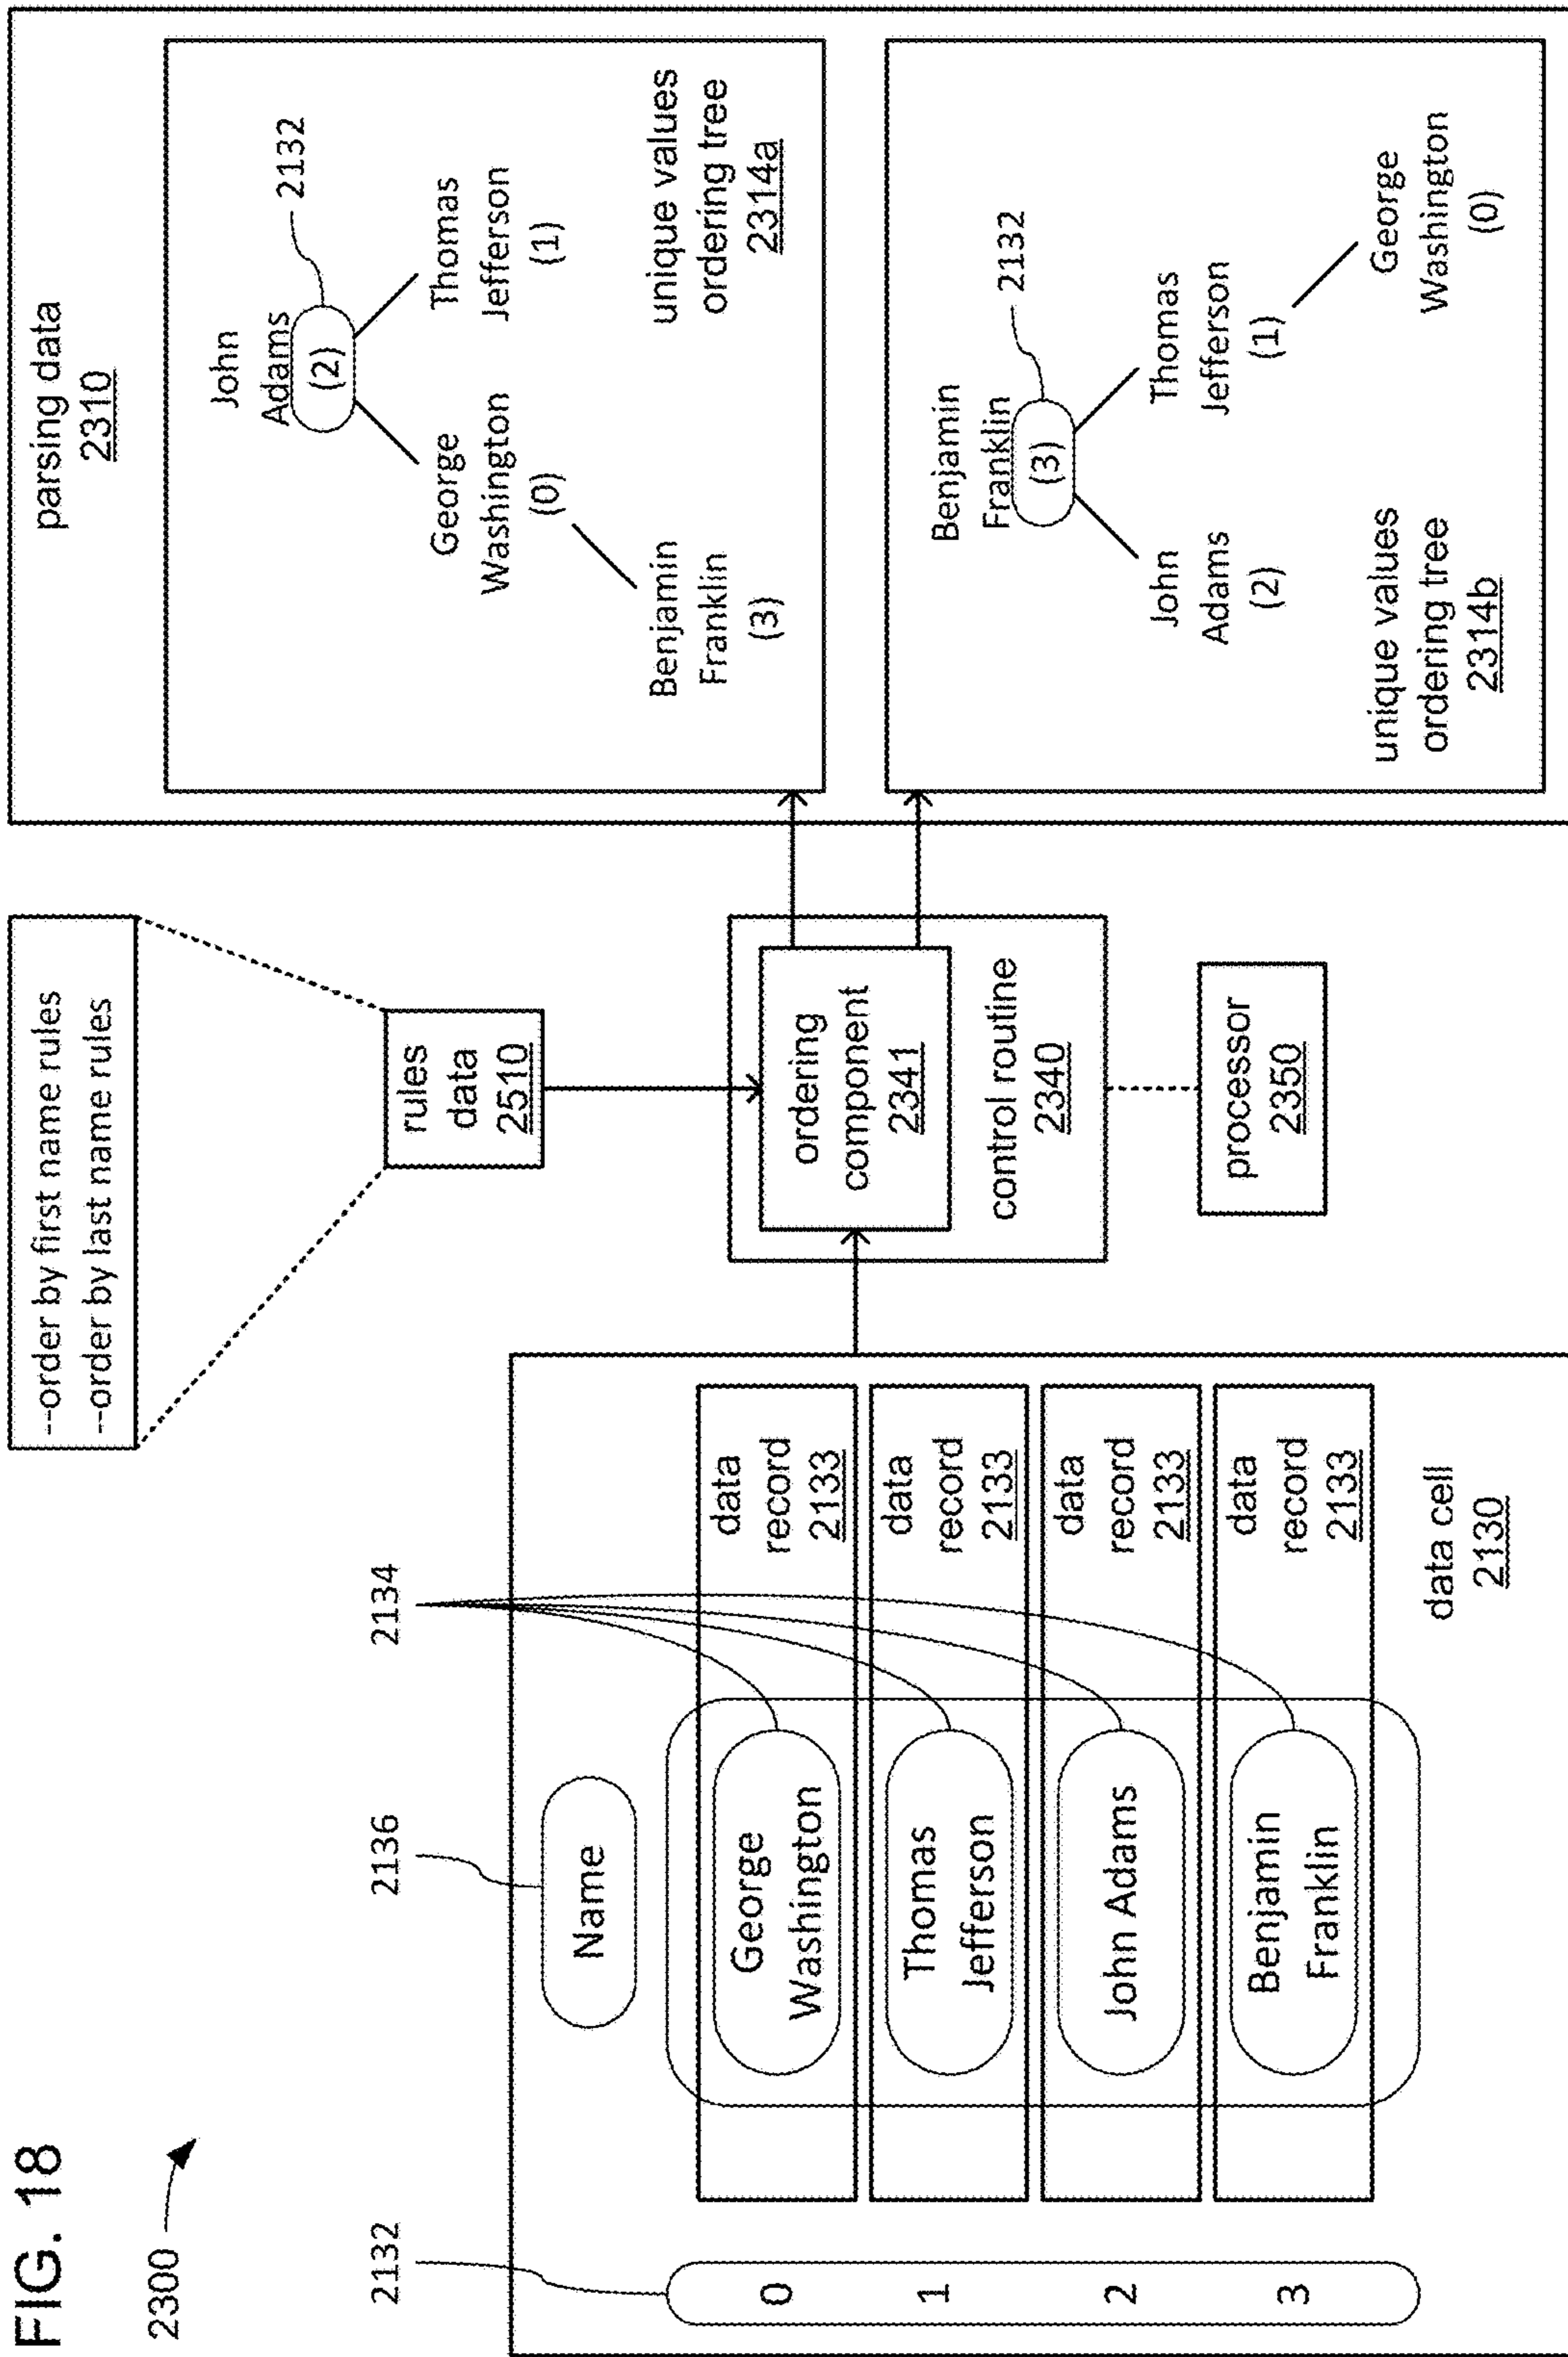 FIG. 18
2300
2132
2136
2134
0
1
2
3
Name
George
Washington
data
record
2133
Thomas
Jefferson
data
record
2133
John Adams
data
record
2133
Benjamin
Franklin
data
record
2133
data cell
2130
--order by first name rules
--order by last name rules
rules
data
2510
ordering
component
2341
control routine
2340
processor
2350
parsing data
2310
John
Adams
(2)
2132
George
Washington
(0)
Thomas
Jefferson
(1)
Benjamin
Franklin
(3)
unique values
ordering tree
2314a
Benjamin
Franklin
(3)
2132
John
Adams
(2)
Thomas
Jefferson
(1)
George
Washington
(0)
unique values
ordering tree
2314b